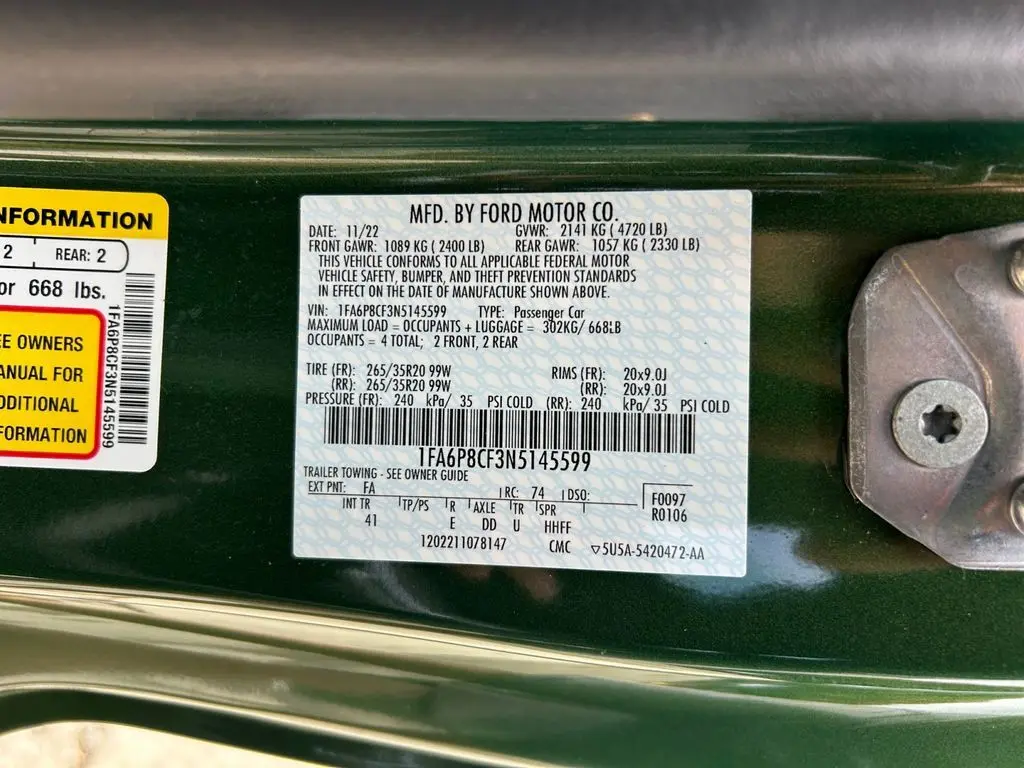 NFORMATION
2 REAR: 2
or 668 lbs.
EE OWNERS
ANUAL FOR
DDITIONAL
FORMATION
1FA6P8CF3N5145599
MFD. BY FORD MOTOR CO.
DATE: 11/22 GVWR: 2141 KG ( 4720 LB)
FRONT GAWR: 1089 KG ( 2400 LB) REAR GAWR: 1057 KG ( 2330 LB)
THIS VEHICLE CONFORMS TO ALL APPLICABLE FEDERAL MOTOR
VEHICLE SAFETY, BUMPER, AND THEFT PREVENTION STANDARDS
IN EFFECT ON THE DATE OF MANUFACTURE SHOWN ABOVE.
VIN: 1FA6P8CF3N5145599 TYPE: Passenger Car
MAXIMUM LOAD = OCCUPANTS + LUGGAGE = 302KG/ 668LB
OCCUPANTS = 4 TOTAL; 2 FRONT, 2 REAR
TIRE (FR): 265/35R20 99W RIMS (FR): 20x9.0J
(RR): 265/35R20 99W (RR): 20x9.0J
PRESSURE (FR): 240 kPa/ 35 PSI COLD (RR): 240 kPa/ 35 PSI COLD
1FA6P8CF3N5145599
TRAILER TOWING - SEE OWNER GUIDE
EXT PNT: FA RC: 74 DSO: F0097
INT TR TP/PS R AXLE TR SPR R0106
41 E DD U HHFF
1202211078147 CMC ▽5U5A-5420472-AA